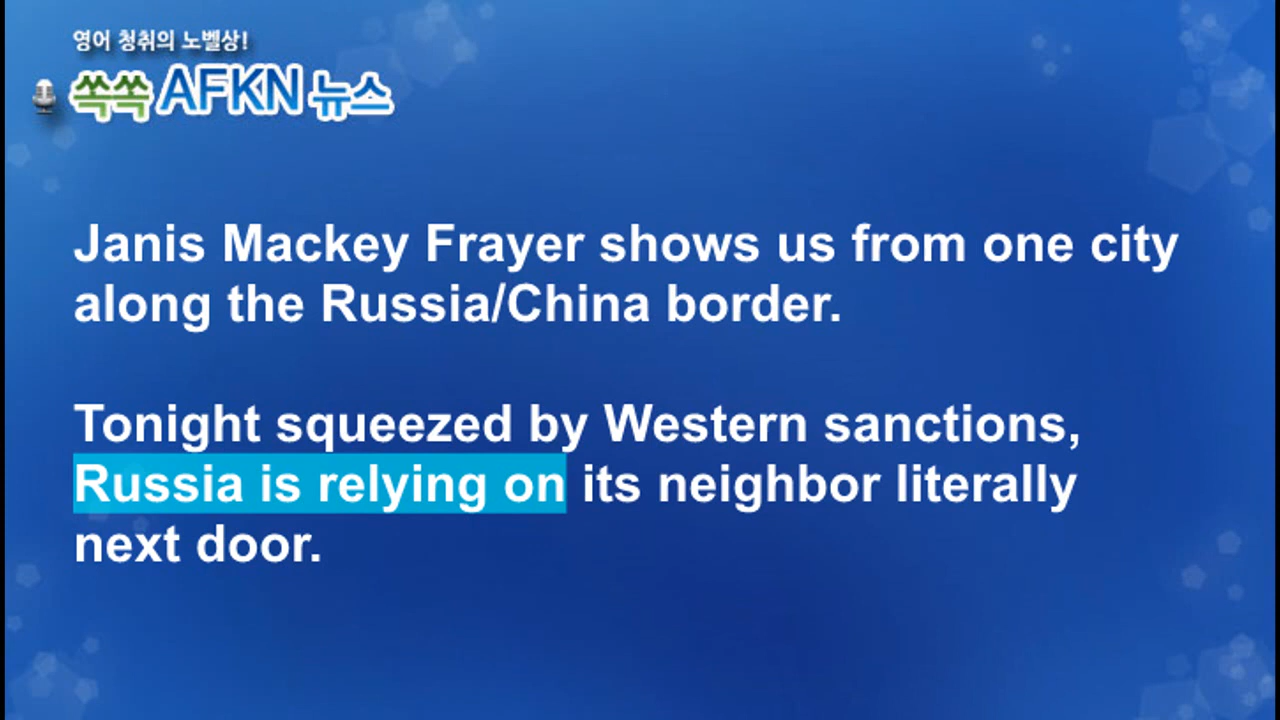 영어 청취의 노벨상!
쏙쏙 AFKN 뉴스
Janis Mackey Frayer shows us from one city
along the Russia/China border.
Tonight squeezed by Western sanctions,
Russia is relying on its neighbor literally
next door.